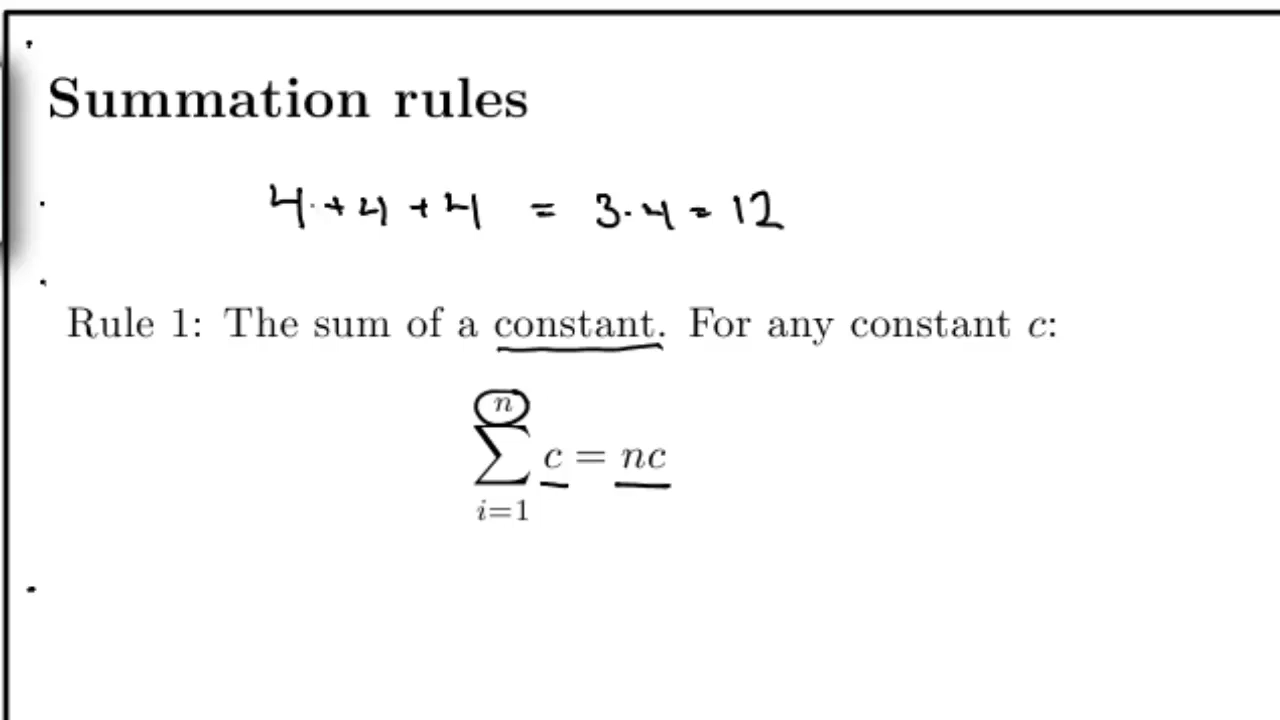 Summation rules
4 + 4 + 4 = 3 · 4 = 12
Rule 1: The sum of a constant. For any constant c:
n
∑ c = nc
i=1